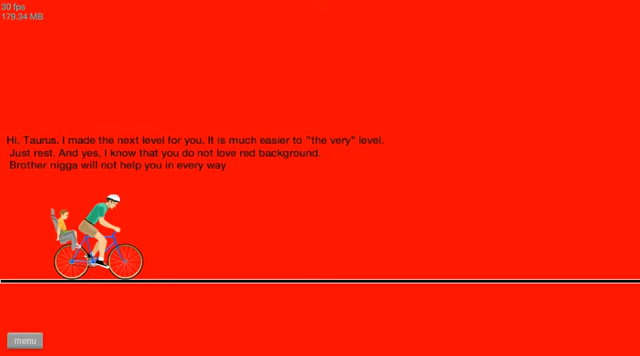 30 fps
179.34 MB
Hi, Taurus. I made the next level for you. It is much easier to "the very" level.
Just rest. And yes, I know that you do not love red background.
Brother nigga will not help you in every way
menu